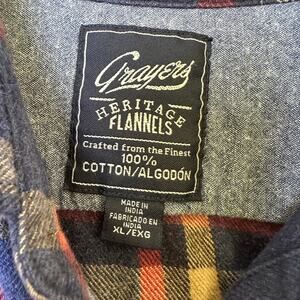 Grayers
HERITAGE
FLANNELS
Crafted from the Finest
100%
COTTON/ALGODÓN
MADE IN
INDIA
FABRICADO EN
INDIA
XL/EXG